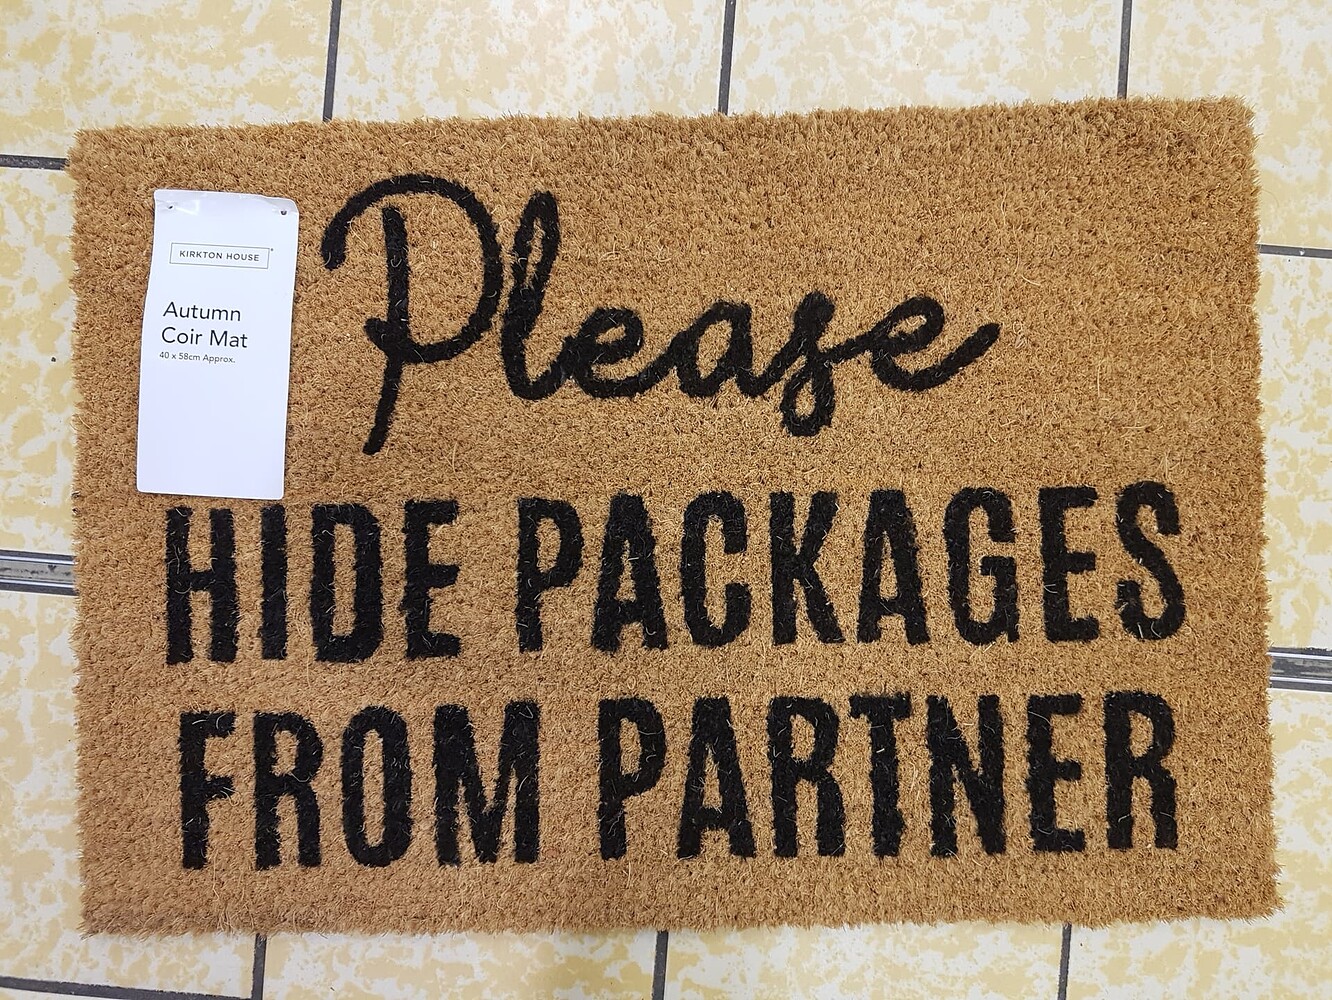 KIRKTON HOUSE
Autumn
Coir Mat
40 x 58cm Approx.
Please
HIDE PACKAGES
FROM PARTNER